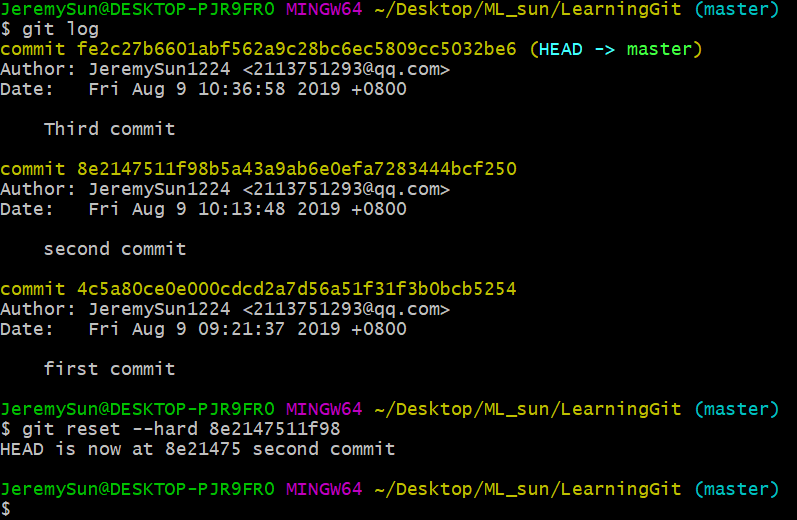 JeremySun@DESKTOP-PJR9FR0 MINGW64 ~/Desktop/ML_sun/LearningGit (master)
$ git log
commit fe2c27b6601abf562a9c28bc6ec5809cc5032be6 (HEAD -> master)
Author: JeremySun1224 <2113751293@qq.com>
Date:   Fri Aug 9 10:36:58 2019 +0800
    Third commit
commit 8e2147511f98b5a43a9ab6e0efa7283444bcf250
Author: JeremySun1224 <2113751293@qq.com>
Date:   Fri Aug 9 10:13:48 2019 +0800
    second commit
commit 4c5a80ce0e000cdcd2a7d56a51f31f3b0bcb5254
Author: JeremySun1224 <2113751293@qq.com>
Date:   Fri Aug 9 09:21:37 2019 +0800
    first commit
JeremySun@DESKTOP-PJR9FR0 MINGW64 ~/Desktop/ML_sun/LearningGit (master)
$ git reset --hard 8e2147511f98
HEAD is now at 8e21475 second commit
JeremySun@DESKTOP-PJR9FR0 MINGW64 ~/Desktop/ML_sun/LearningGit (master)
$